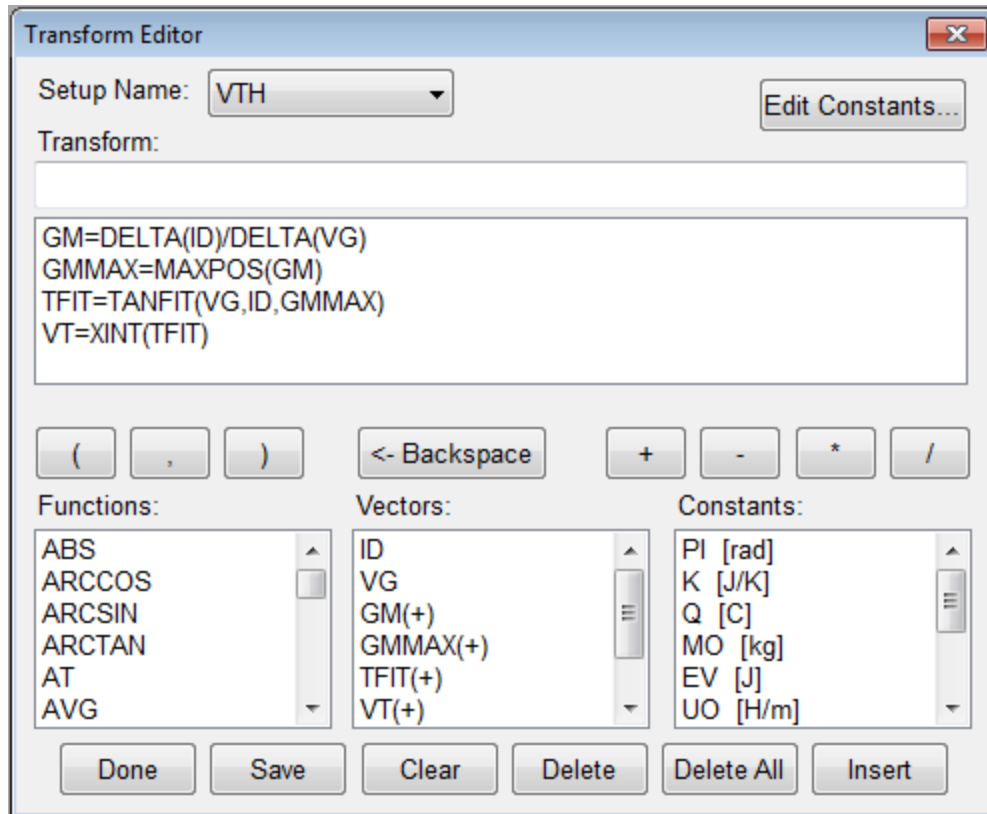 Transform Editor
Setup Name: VTH
Edit Constants...
Transform:
GM=DELTA(ID)/DELTA(VG)
GMMAX=MAXPOS(GM)
TFIT=TANFIT(VG,ID,GMMAX)
VT=XINT(TFIT)
( , ) <- Backspace + - * /
Functions: Vectors: Constants:
ABS ID PI [rad]
ARCCOS VG K [J/K]
ARCSIN GM(+) Q [C]
ARCTAN GMMAX(+) MO [kg]
AT TFIT(+) EV [J]
AVG VT(+) UO [H/m]
Done Save Clear Delete Delete All Insert